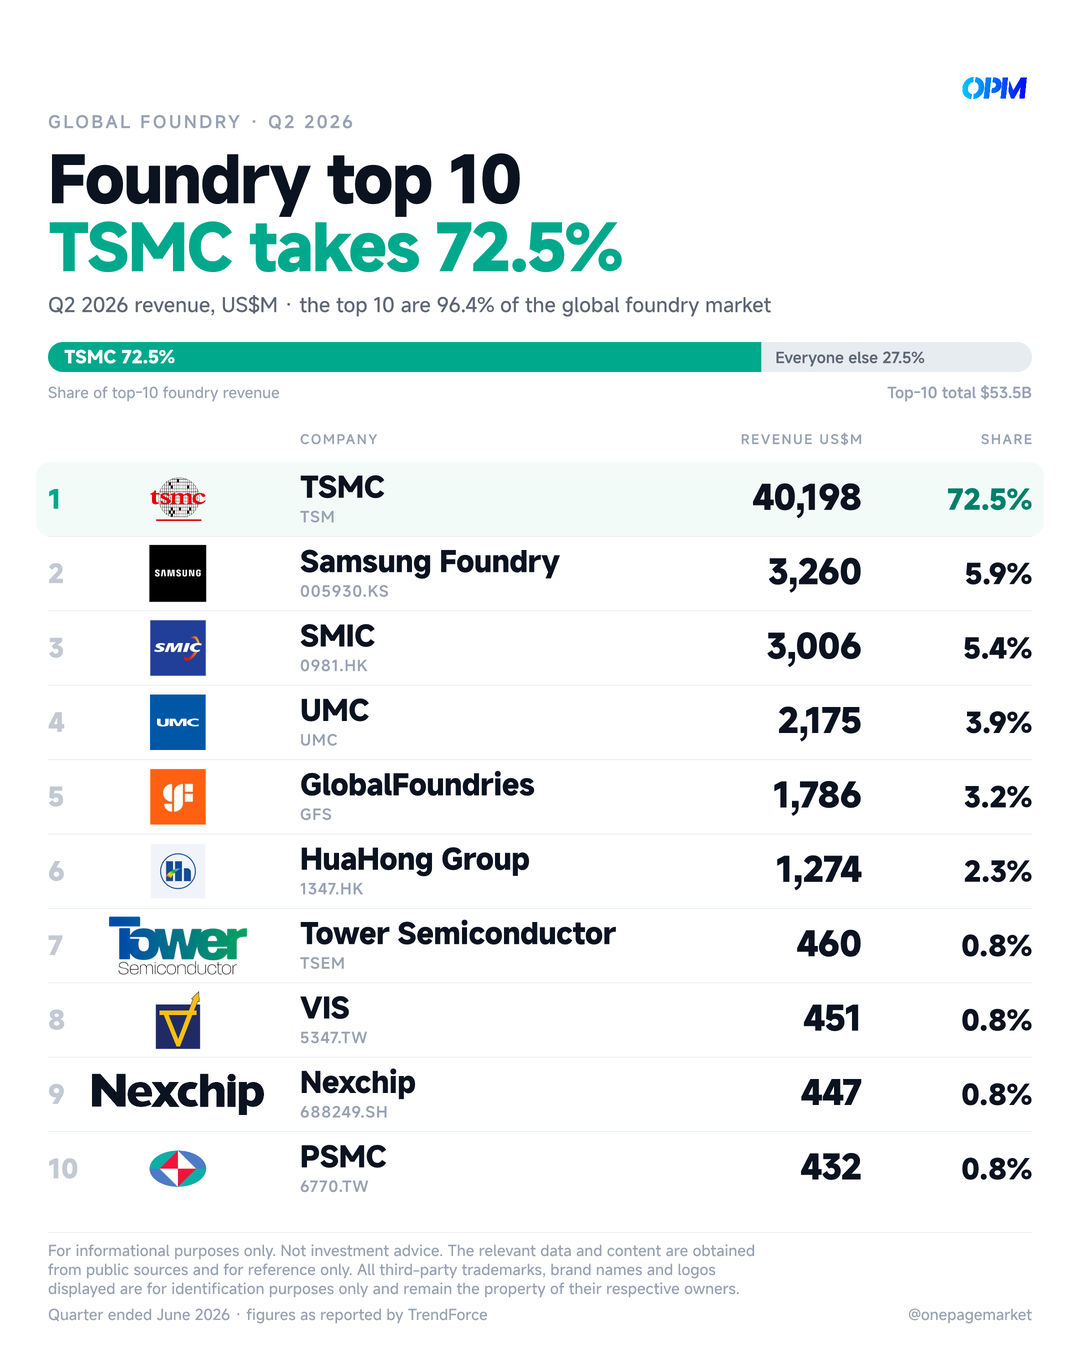 OPM
GLOBAL FOUNDRY · Q2 2026
Foundry top 10
TSMC takes 72.5%
Q2 2026 revenue, US$M · the top 10 are 96.4% of the global foundry market
TSMC 72.5% Everyone else 27.5%
Share of top-10 foundry revenue Top-10 total $53.5B
COMPANY REVENUE US$M SHARE
1 tsmc TSMC 40,198 72.5%
TSM
2 SAMSUNG Samsung Foundry 3,260 5.9%
005930.KS
3 SMIC SMIC 3,006 5.4%
0981.HK
4 UMC UMC 2,175 3.9%
UMC
5 GF GlobalFoundries 1,786 3.2%
GFS
6 Hh HuaHong Group 1,274 2.3%
1347.HK
7 Tower Semiconductor Tower Semiconductor 460 0.8%
TSEM
8 VIS 451 0.8%
5347.TW
9 Nexchip Nexchip 447 0.8%
688249.SH
10 PSMC 432 0.8%
6770.TW
For informational purposes only. Not investment advice. The relevant data and content are obtained
from public sources and for reference only. All third-party trademarks, brand names and logos
displayed are for identification purposes only and remain the property of their respective owners.
Quarter ended June 2026 · figures as reported by TrendForce @onepagemarket